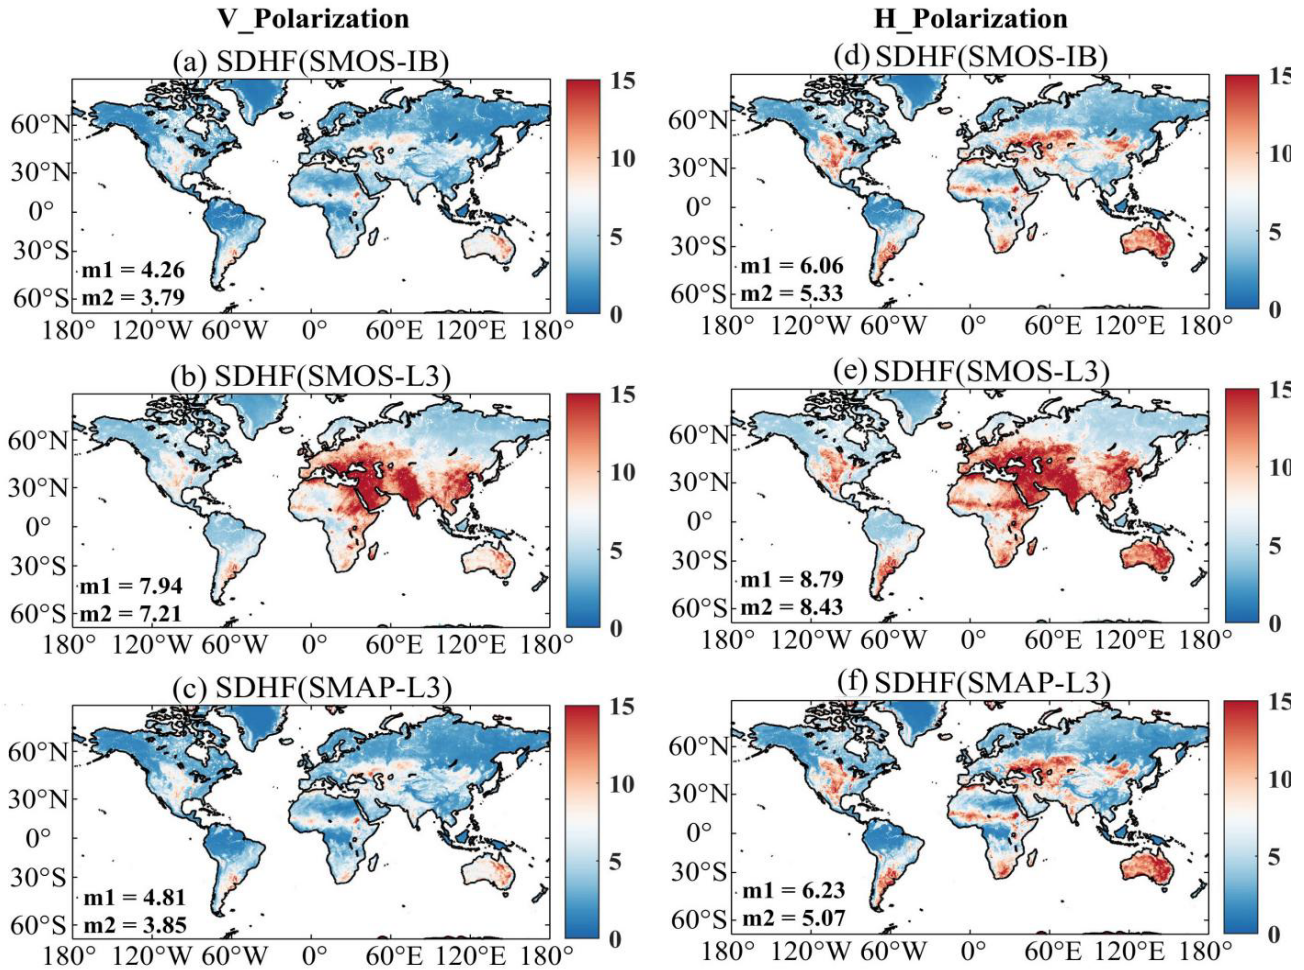 V_Polarization
H_Polarization
(a) SDHF(SMOS-IB)
15
10
5
0
60°N
30°N
0°
30°S
60°S
m1 = 4.26
m2 = 3.79
180° 120°W 60°W 0° 60°E 120°E 180°
(d) SDHF(SMOS-IB)
15
10
5
0
60°N
30°N
0°
30°S
60°S
m1 = 6.06
m2 = 5.33
180° 120°W 60°W 0° 60°E 120°E 180°
(b) SDHF(SMOS-L3)
15
10
5
0
60°N
30°N
0°
30°S
60°S
m1 = 7.94
m2 = 7.21
180° 120°W 60°W 0° 60°E 120°E 180°
(e) SDHF(SMOS-L3)
15
10
5
0
60°N
30°N
0°
30°S
60°S
m1 = 8.79
m2 = 8.43
180° 120°W 60°W 0° 60°E 120°E 180°
(c) SDHF(SMAP-L3)
15
10
5
0
60°N
30°N
0°
30°S
60°S
m1 = 4.81
m2 = 3.85
180° 120°W 60°W 0° 60°E 120°E 180°
(f) SDHF(SMAP-L3)
15
10
5
0
60°N
30°N
0°
30°S
60°S
m1 = 6.23
m2 = 5.07
180° 120°W 60°W 0° 60°E 120°E 180°